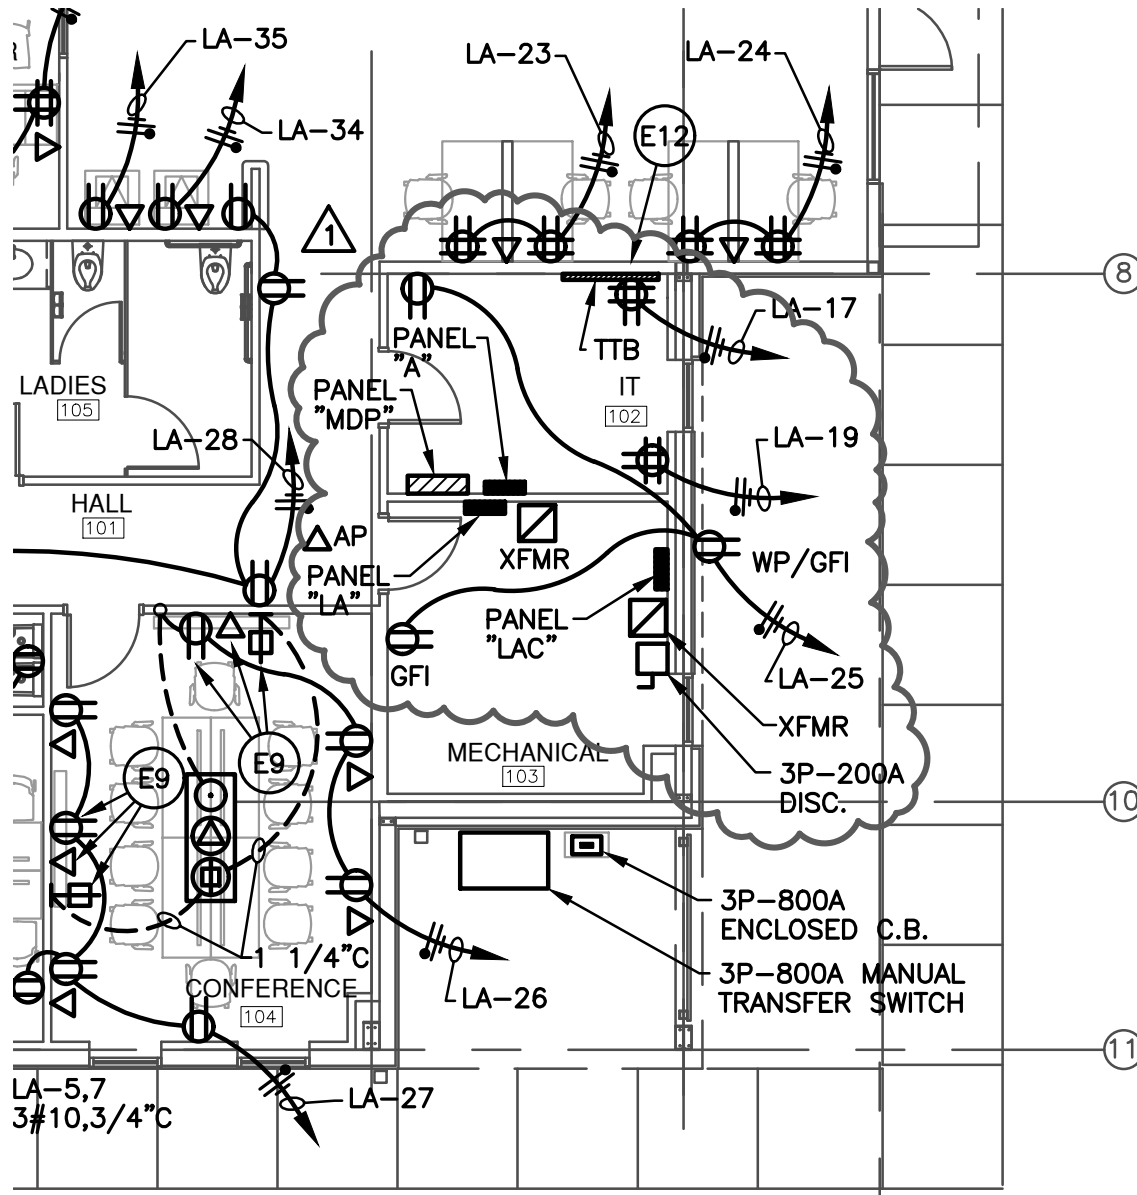 LA-35
LA-23
LA-24
R
LA-34
E12
1
8
LA-17
PANEL
"A"
TTB
IT
102
LADIES
105
PANEL
"MDP"
LA-28
LA-19
HALL
101
AP
XFMR
WP/GFI
PANEL
"LA"
PANEL
"LAC"
GFI
LA-25
XFMR
MECHANICAL
103
3P-200A
DISC.
E9
E9
10
3P-800A
ENCLOSED C.B.
1 1/4"C
3P-800A MANUAL
TRANSFER SWITCH
CONFERENCE
104
LA-26
11
LA-5,7
3#10,3/4"C
LA-27